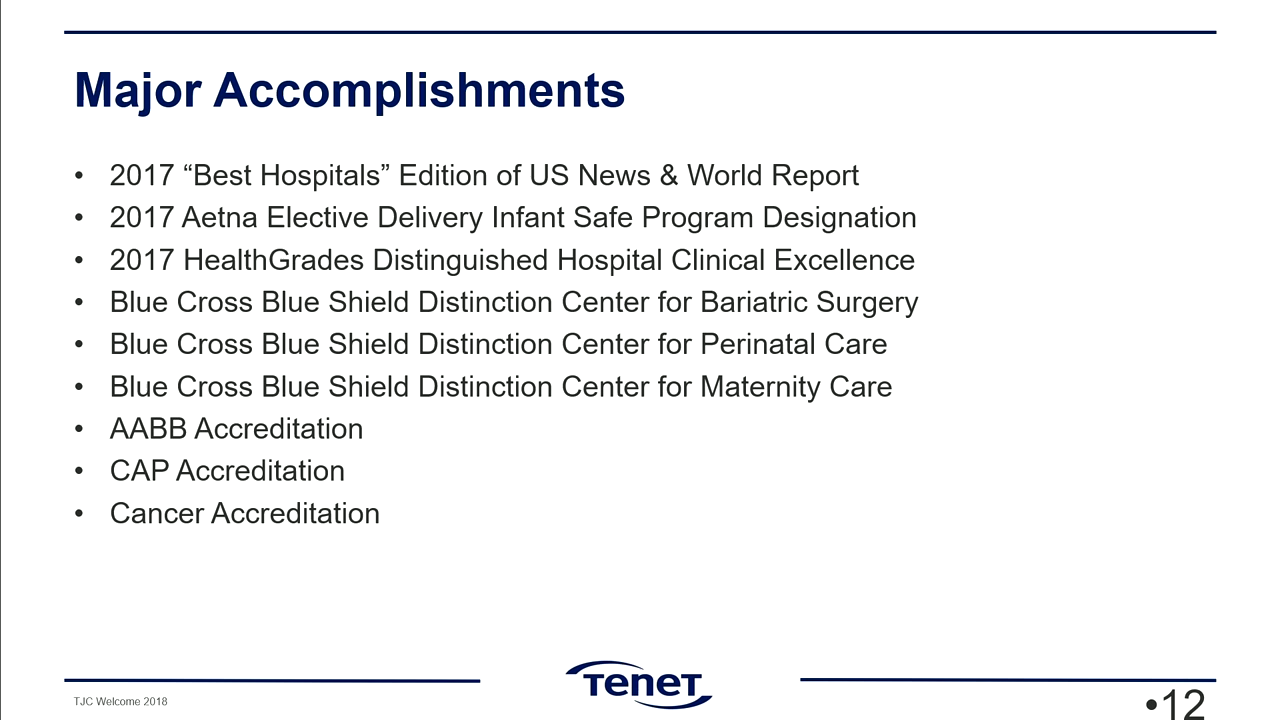 Major Accomplishments
• 2017 “Best Hospitals” Edition of US News & World Report
• 2017 Aetna Elective Delivery Infant Safe Program Designation
• 2017 HealthGrades Distinguished Hospital Clinical Excellence
• Blue Cross Blue Shield Distinction Center for Bariatric Surgery
• Blue Cross Blue Shield Distinction Center for Perinatal Care
• Blue Cross Blue Shield Distinction Center for Maternity Care
• AABB Accreditation
• CAP Accreditation
• Cancer Accreditation
TJC Welcome 2018
Tenet
•12